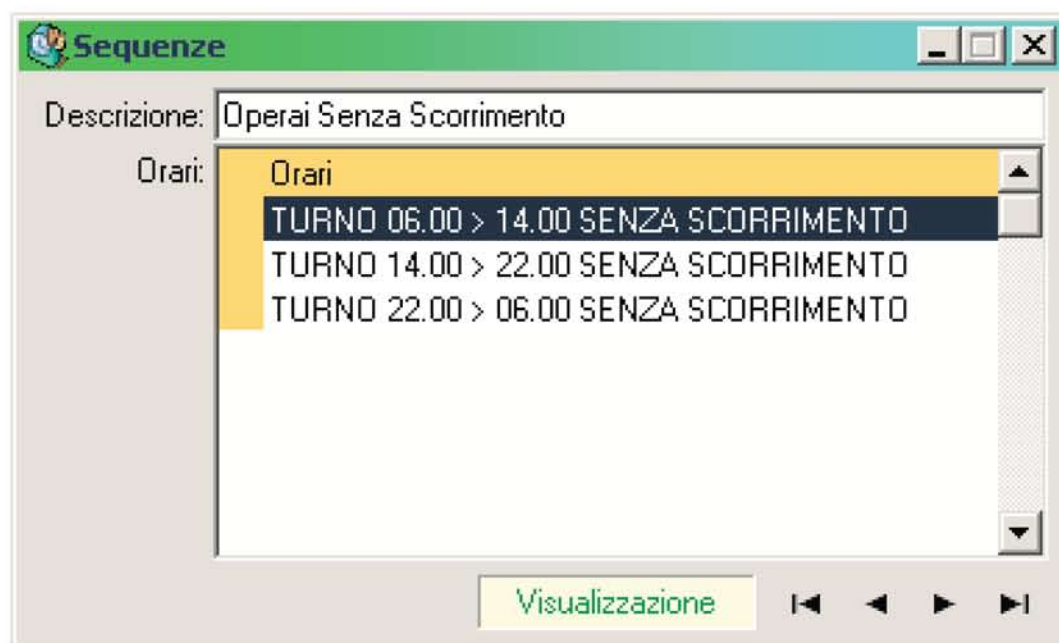 Sequenze
Descrizione: Operai Senza Scorrimento
Orari: Orari
TURNO 06.00 > 14.00 SENZA SCORRIMENTO
TURNO 14.00 > 22.00 SENZA SCORRIMENTO
TURNO 22.00 > 06.00 SENZA SCORRIMENTO
Visualizzazione